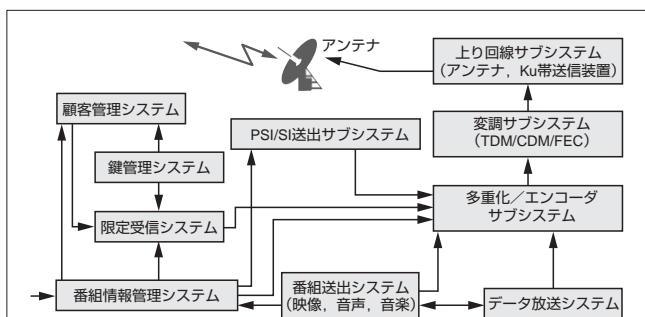 アンテナ
上り回線サブシステム
(アンテナ,Ku帯送信装置)
顧客管理システム
PSI/SI送出サブシステム
変調サブシステム
(TDM/CDM/FEC)
鍵管理システム
多重化/エンコーダ
サブシステム
限定受信システム
番組情報管理システム
番組送出システム
(映像,音声,音楽)
データ放送システム